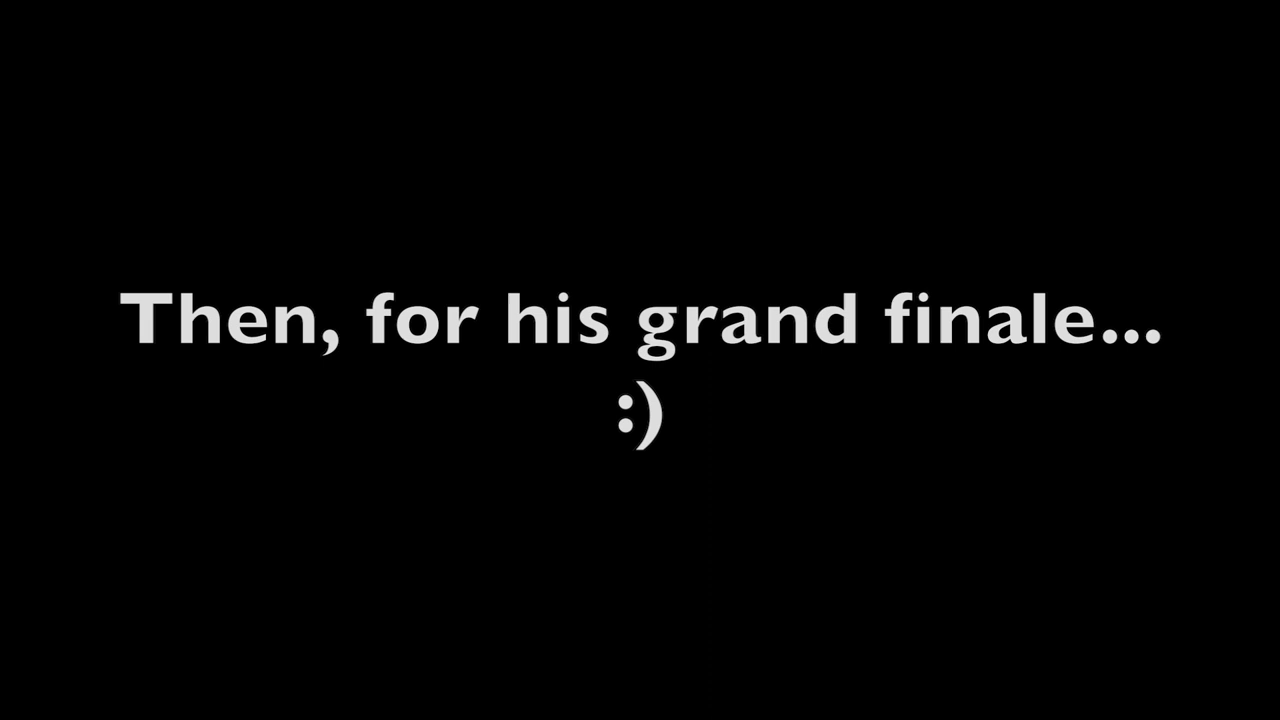 Then, for his grand finale...
:)